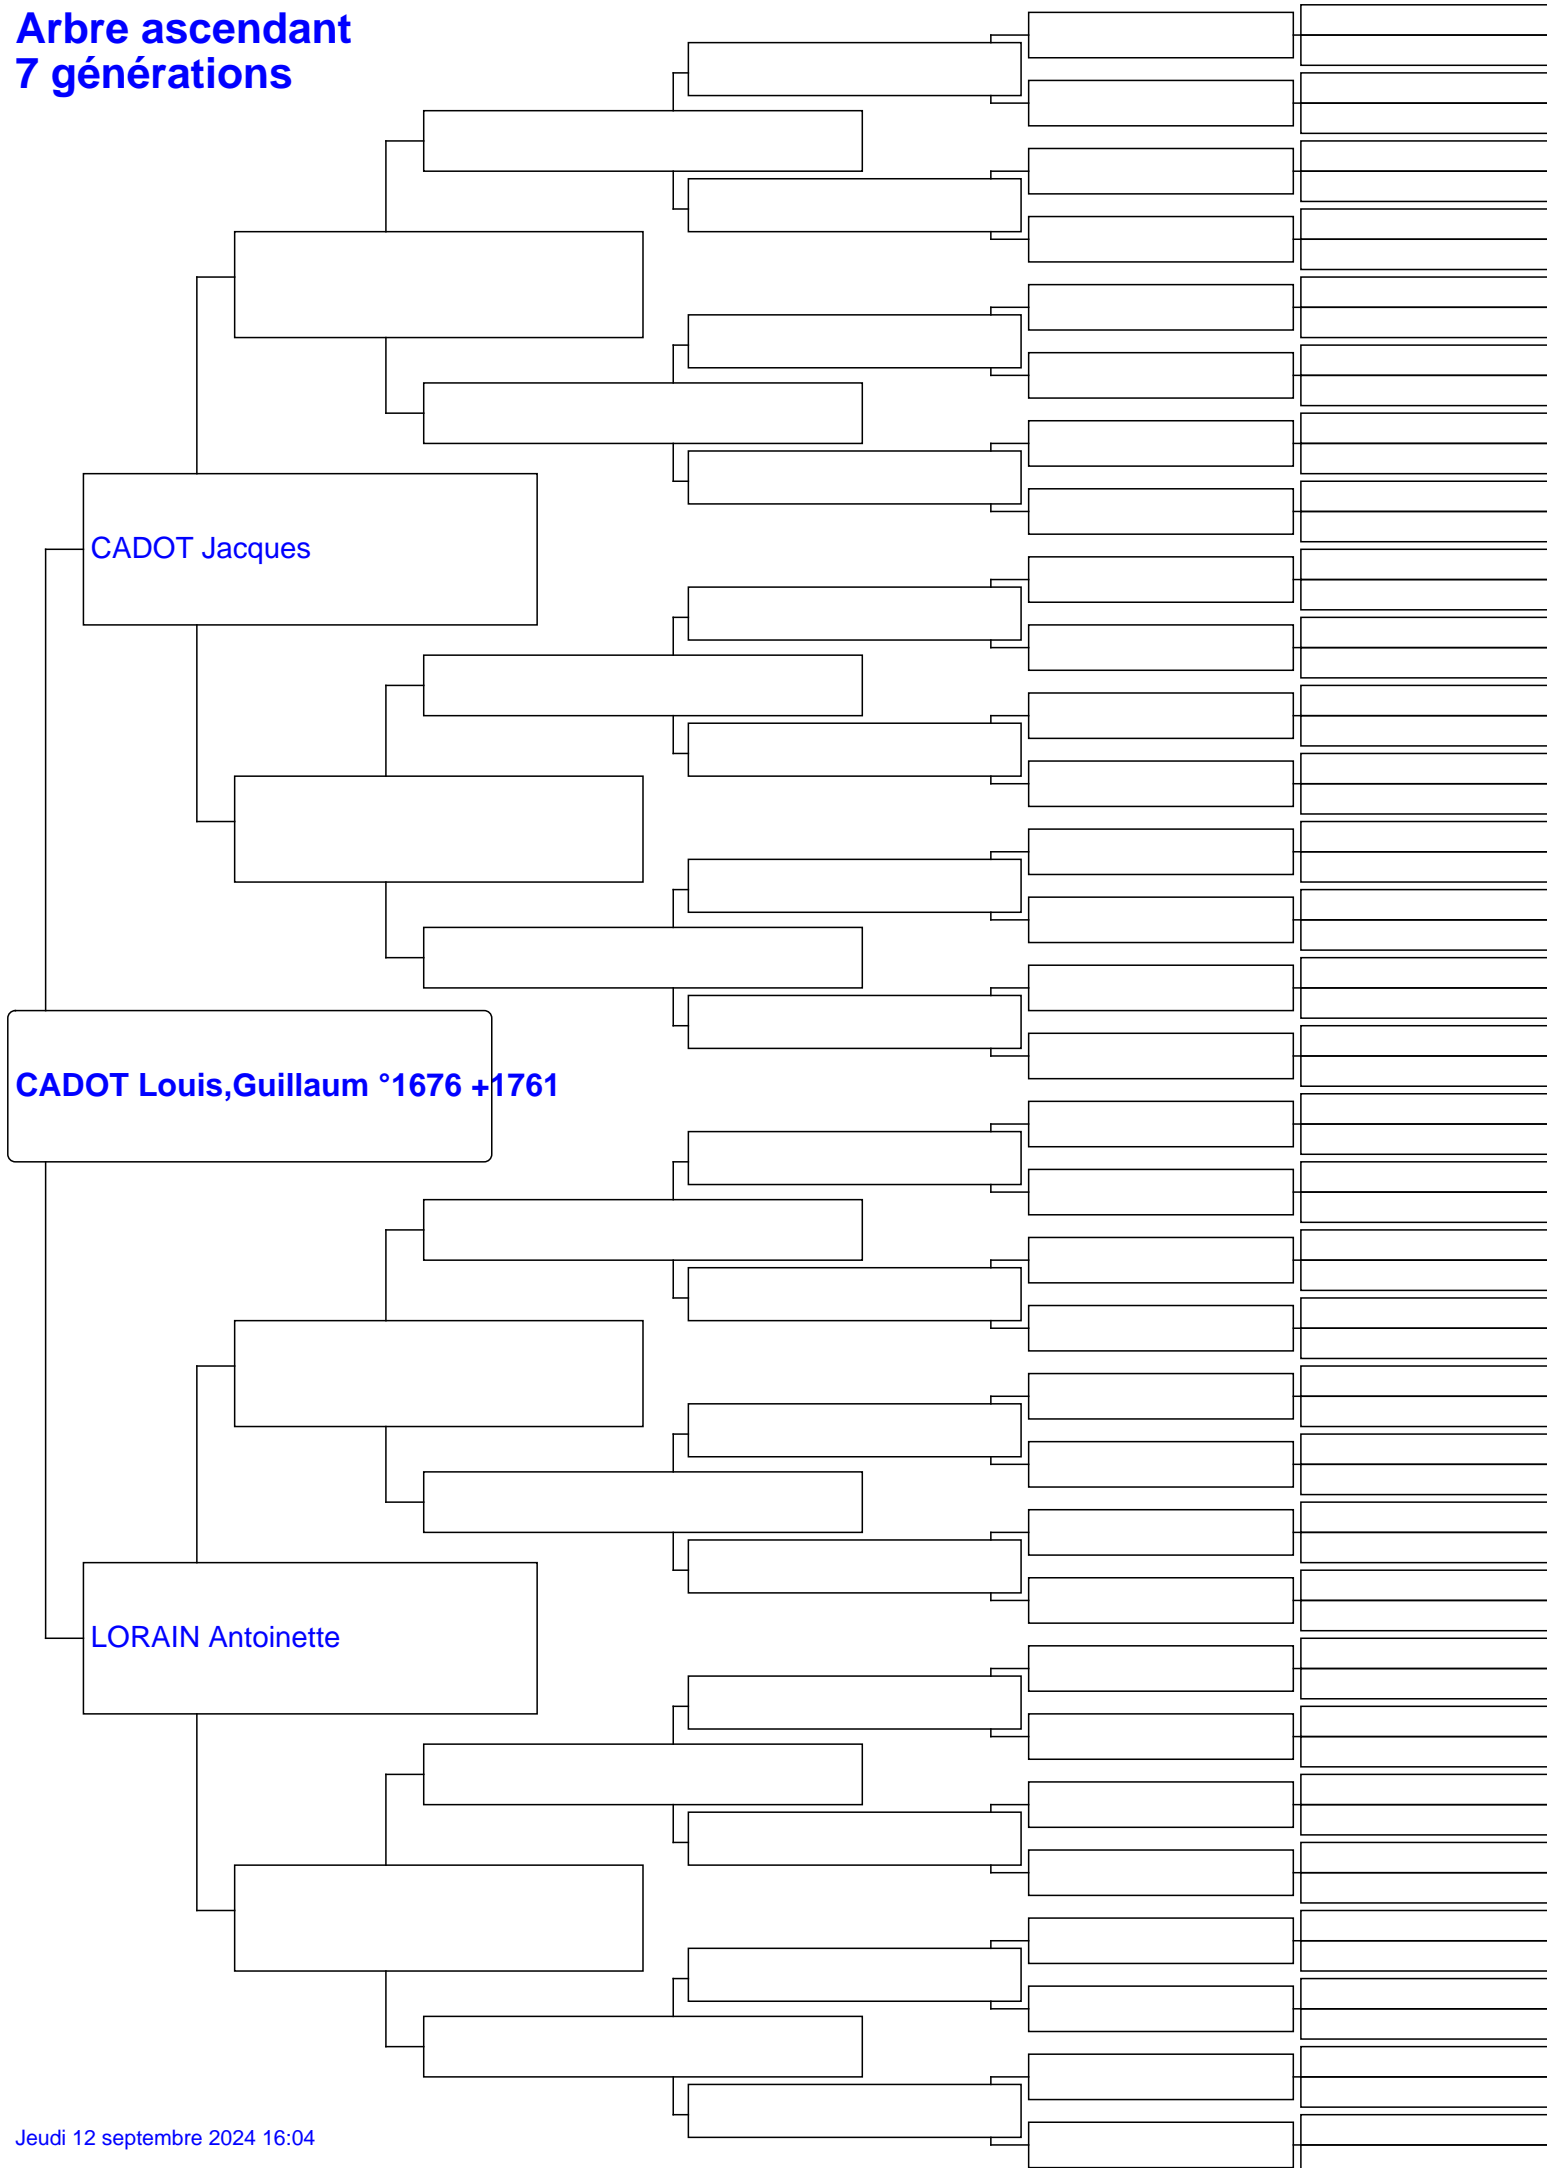 Arbre ascendant
7 générations
CADOT Jacques
CADOT Louis,Guillaum °1676 +1761
LORAIN Antoinette
Jeudi 12 septembre 2024 16:04